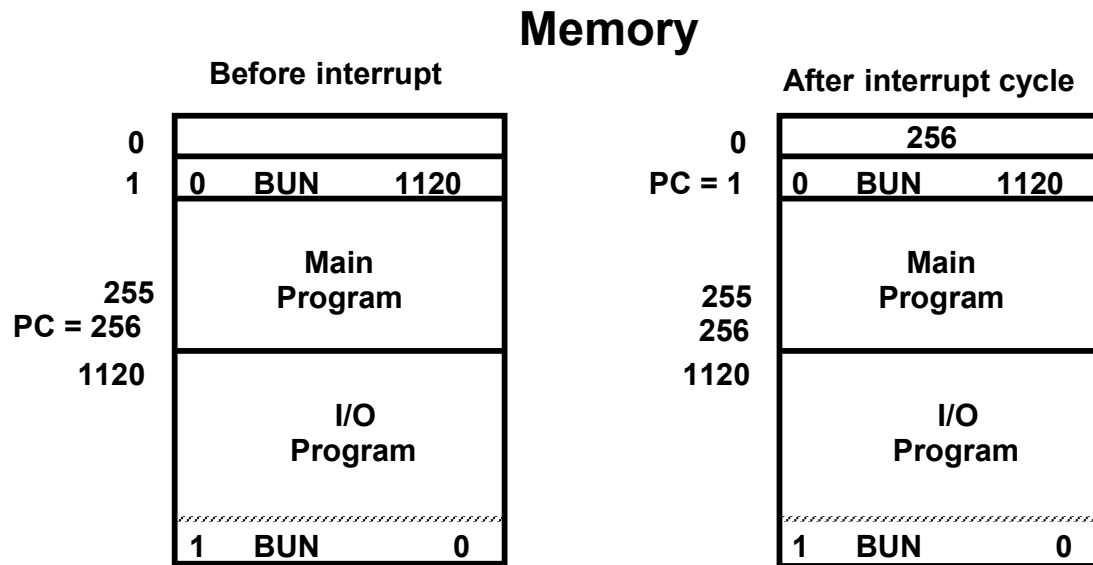 Memory
Before interrupt
0
1 0 BUN 1120
Main
Program
255
PC = 256
1120
I/O
Program
1 BUN 0
After interrupt cycle
0 256
PC = 1 0 BUN 1120
Main
Program
255
256
1120
I/O
Program
1 BUN 0